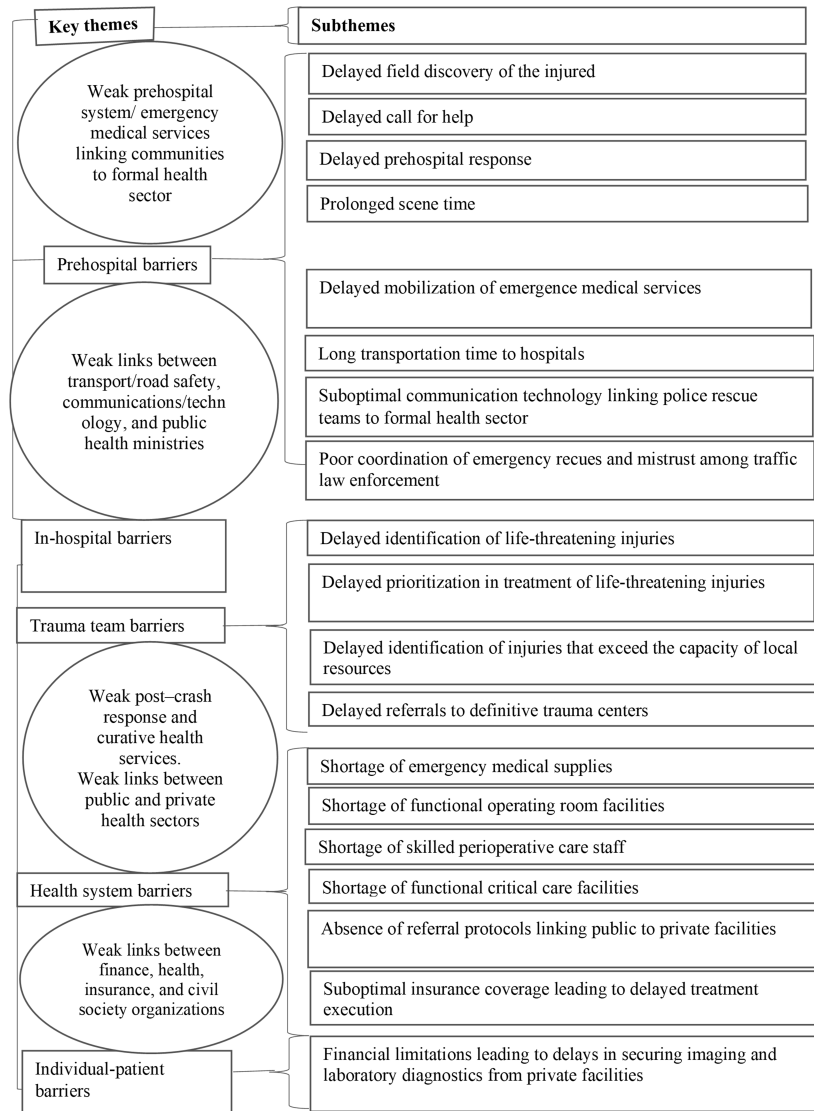 Key themes
Subthemes
Weak prehospital
system/ emergency
medical services
linking communities
to formal health
sector
Delayed field discovery of the injured
Delayed call for help
Delayed prehospital response
Prolonged scene time
Prehospital barriers
Delayed mobilization of emergence medical services
Long transportation time to hospitals
Suboptimal communication technology linking police rescue
teams to formal health sector
Poor coordination of emergency recues and mistrust among traffic
law enforcement
Weak links between
transport/road safety,
communications/techn
ology, and public
health ministries
In-hospital barriers
Trauma team barriers
Delayed identification of life-threatening injuries
Delayed prioritization in treatment of life-threatening injuries
Delayed identification of injuries that exceed the capacity of local
resources
Delayed referrals to definitive trauma centers
Weak post–crash
response and
curative health
services.
Weak links between
public and private
health sectors
Health system barriers
Shortage of emergency medical supplies
Shortage of functional operating room facilities
Shortage of skilled perioperative care staff
Shortage of functional critical care facilities
Absence of referral protocols linking public to private facilities
Suboptimal insurance coverage leading to delayed treatment
execution
Weak links between
finance, health,
insurance, and civil
society organizations
Individual-patient
barriers
Financial limitations leading to delays in securing imaging and
laboratory diagnostics from private facilities